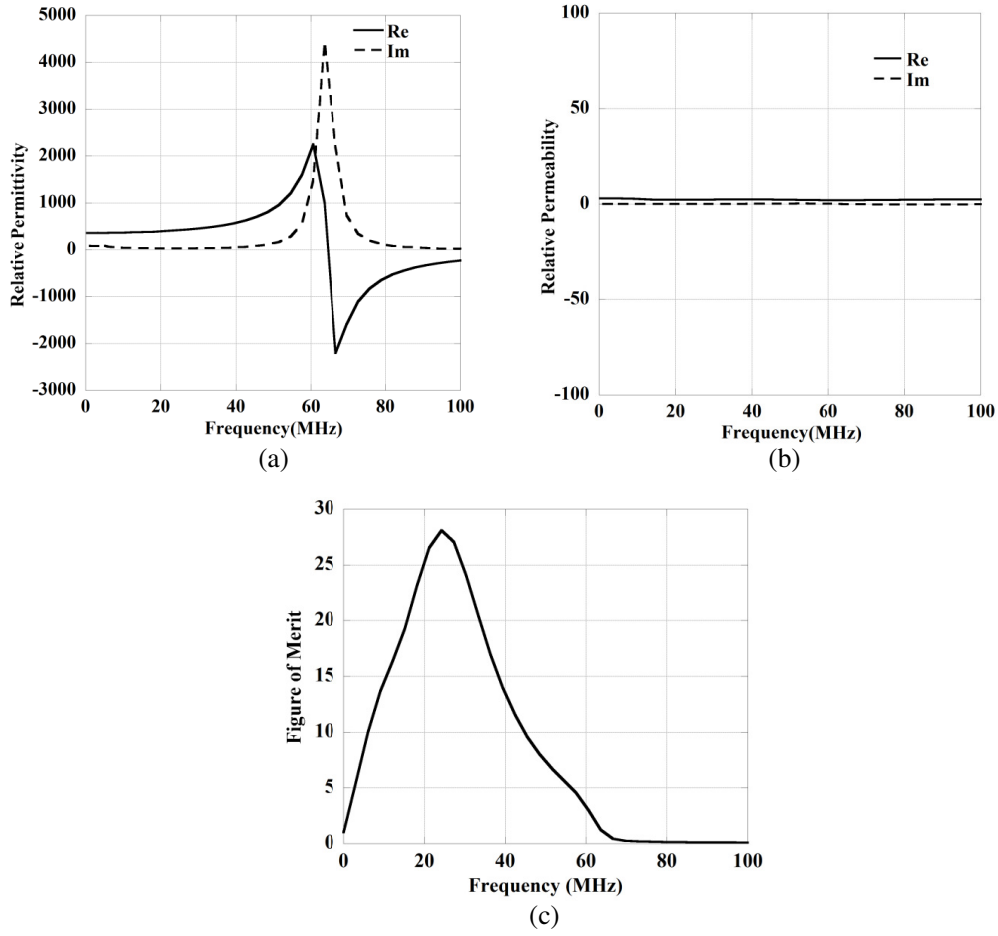 5000
4000
3000
2000
1000
0
-1000
-2000
-3000
Relative Permittivity
Re
Im
0 20 40 60 80 100
Frequency(MHz)
(a)
100
50
0
-50
-100
Relative Permeability
Re
Im
0 20 40 60 80 100
Frequency(MHz)
(b)
30
25
20
15
10
5
0
Figure of Merit
0 20 40 60 80 100
Frequency (MHz)
(c)